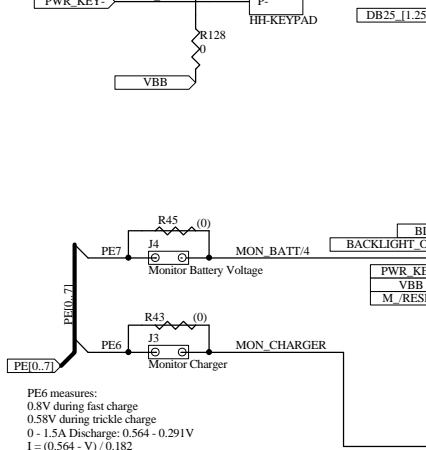 PWR_KEY-
P-
HH-KEYPAD
DB25_[1.25
R128
0
VBB
R45
(0)
BI
J4
PE7
MON_BATT/4
BACKLIGHT_O
Monitor Battery Voltage
PWR_KE
VBB
M_/RESE
PE[0..7]
R43
(0)
J3
PE6
MON_CHARGER
Monitor Charger
PE[0..7]
PE6 measures:
0.8V during fast charge
0.58V during trickle charge
0 - 1.5A Discharge: 0.564 - 0.291V
I = (0.564 - V) / 0.182